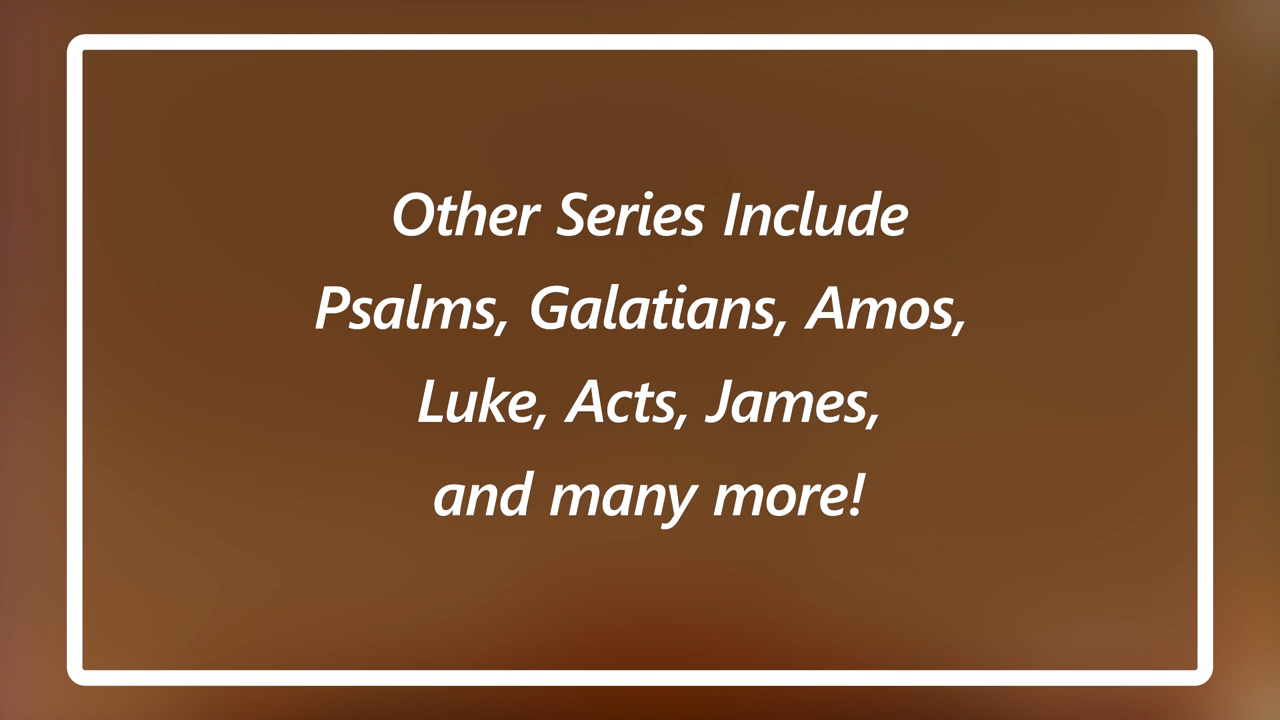 Other Series Include
Psalms, Galatians, Amos,
Luke, Acts, James,
and many more!